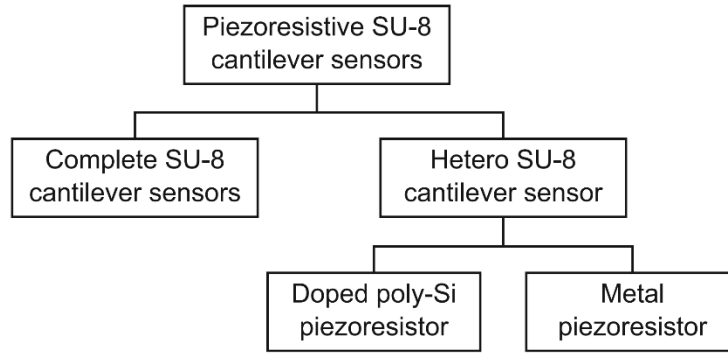 Piezoresistive SU-8
cantilever sensors
Complete SU-8
cantilever sensors
Hetero SU-8
cantilever sensor
Doped poly-Si
piezoresistor
Metal
piezoresistor